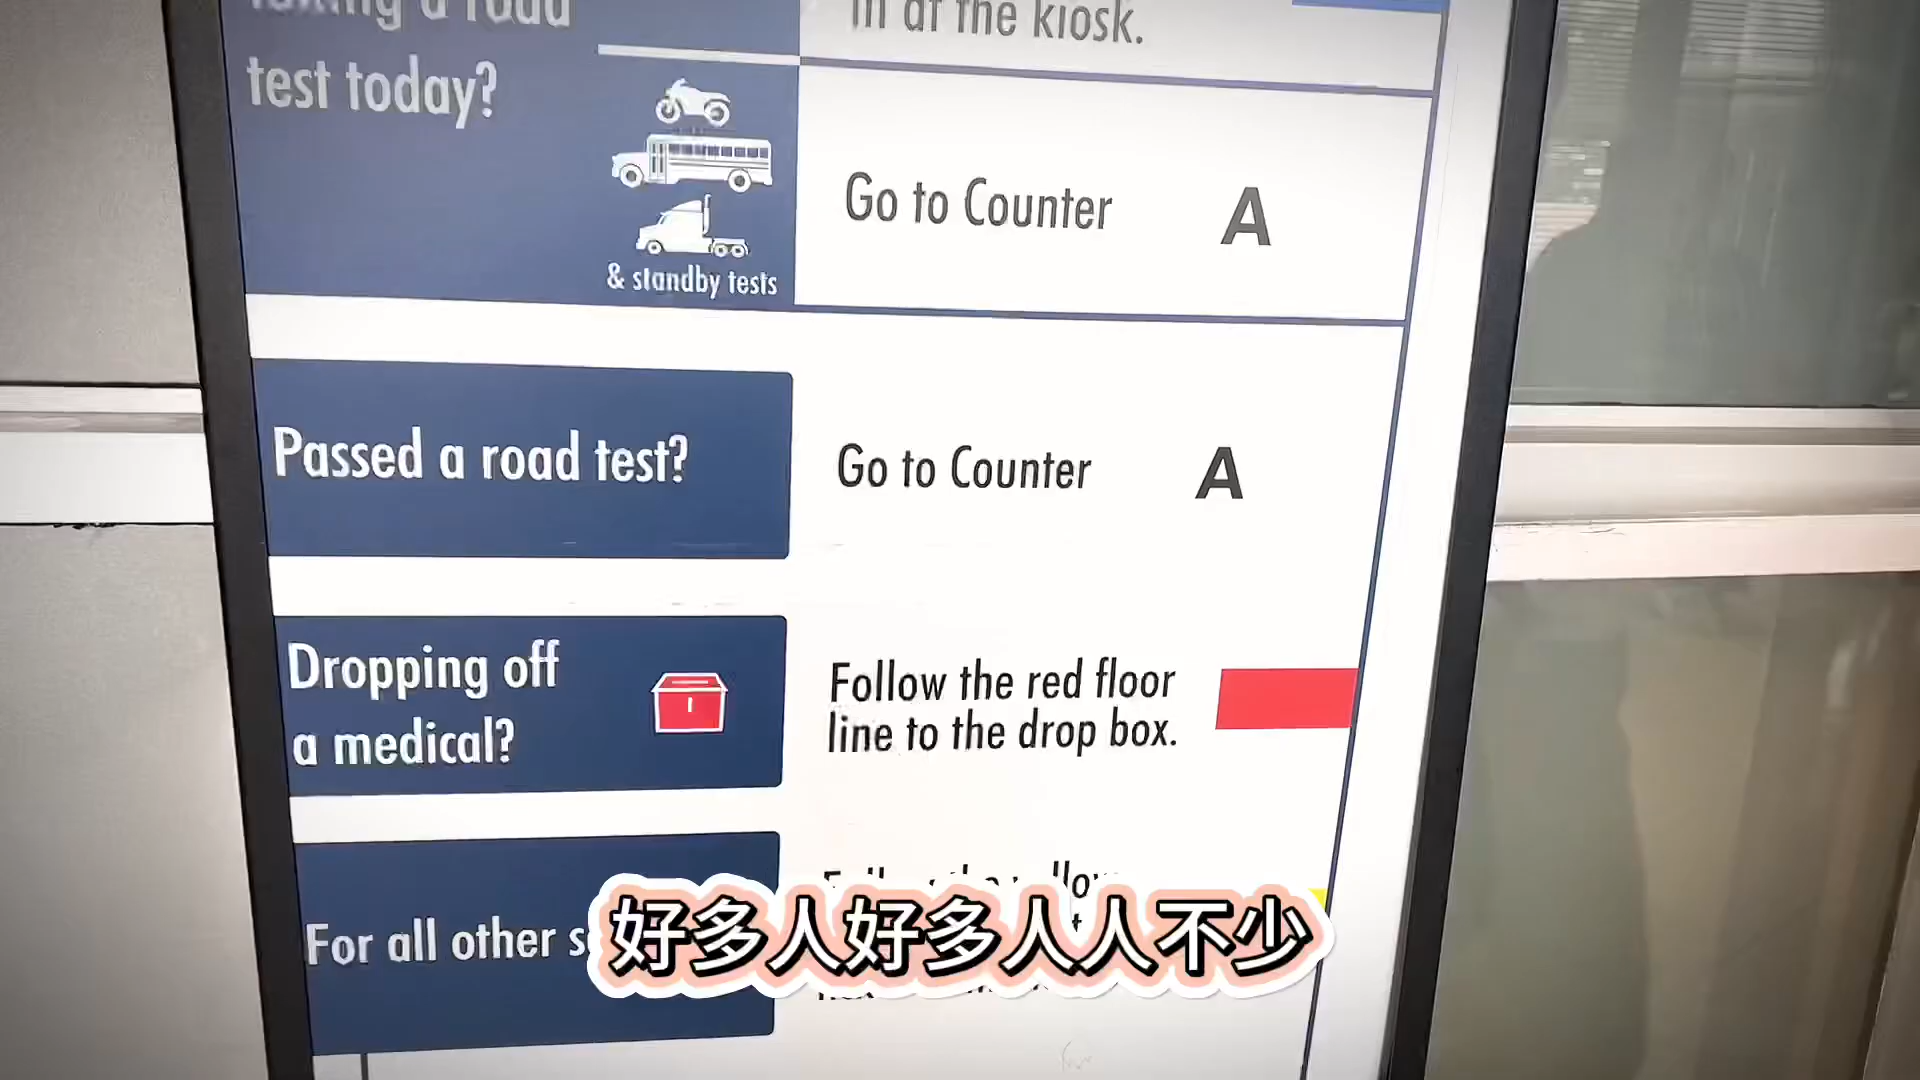 a road
in at the kiosk.
test today?
Go to Counter A
& standby tests
Passed a road test?
Go to Counter A
Dropping off
a medical?
Follow the red floor
line to the drop box.
For all other
好多人好多人人不少